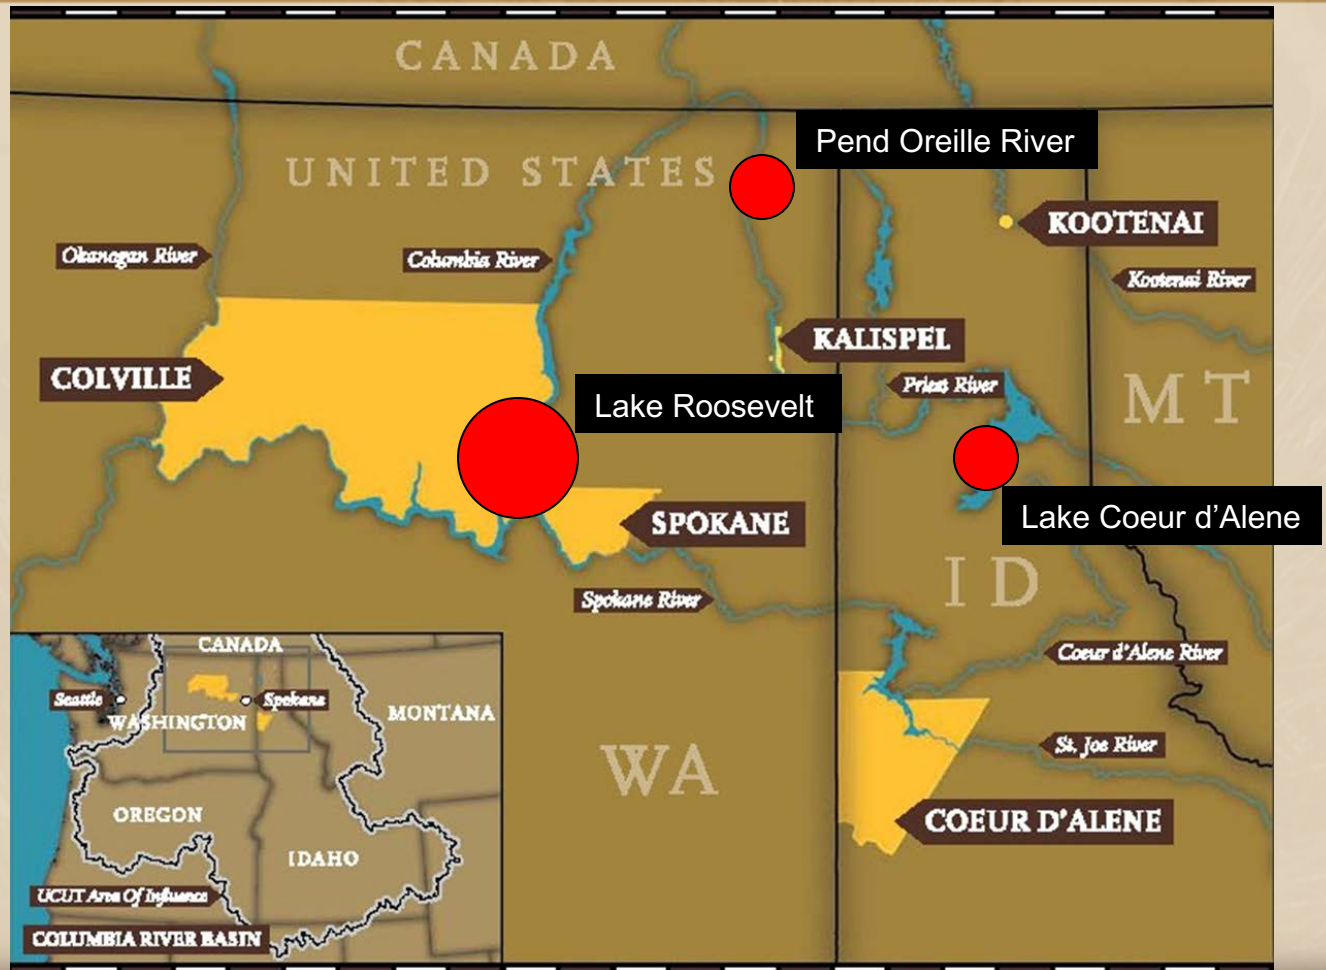 CANADA
Pend Oreille River
UNITED STATES
KOOTENAI
Okanagan River
Columbia River
Kootenai River
KALISPEL
COLVILLE
Priest River
MT
Lake Roosevelt
Lake Coeur d’Alene
SPOKANE
ID
Spokane River
Coeur d'Alene River
WA
St. Joe River
COEUR D'ALENE
CANADA
Seattle
Spokane
WASHINGTON
MONTANA
OREGON
IDAHO
UCUT Area Of Influence
COLUMBIA RIVER BASIN